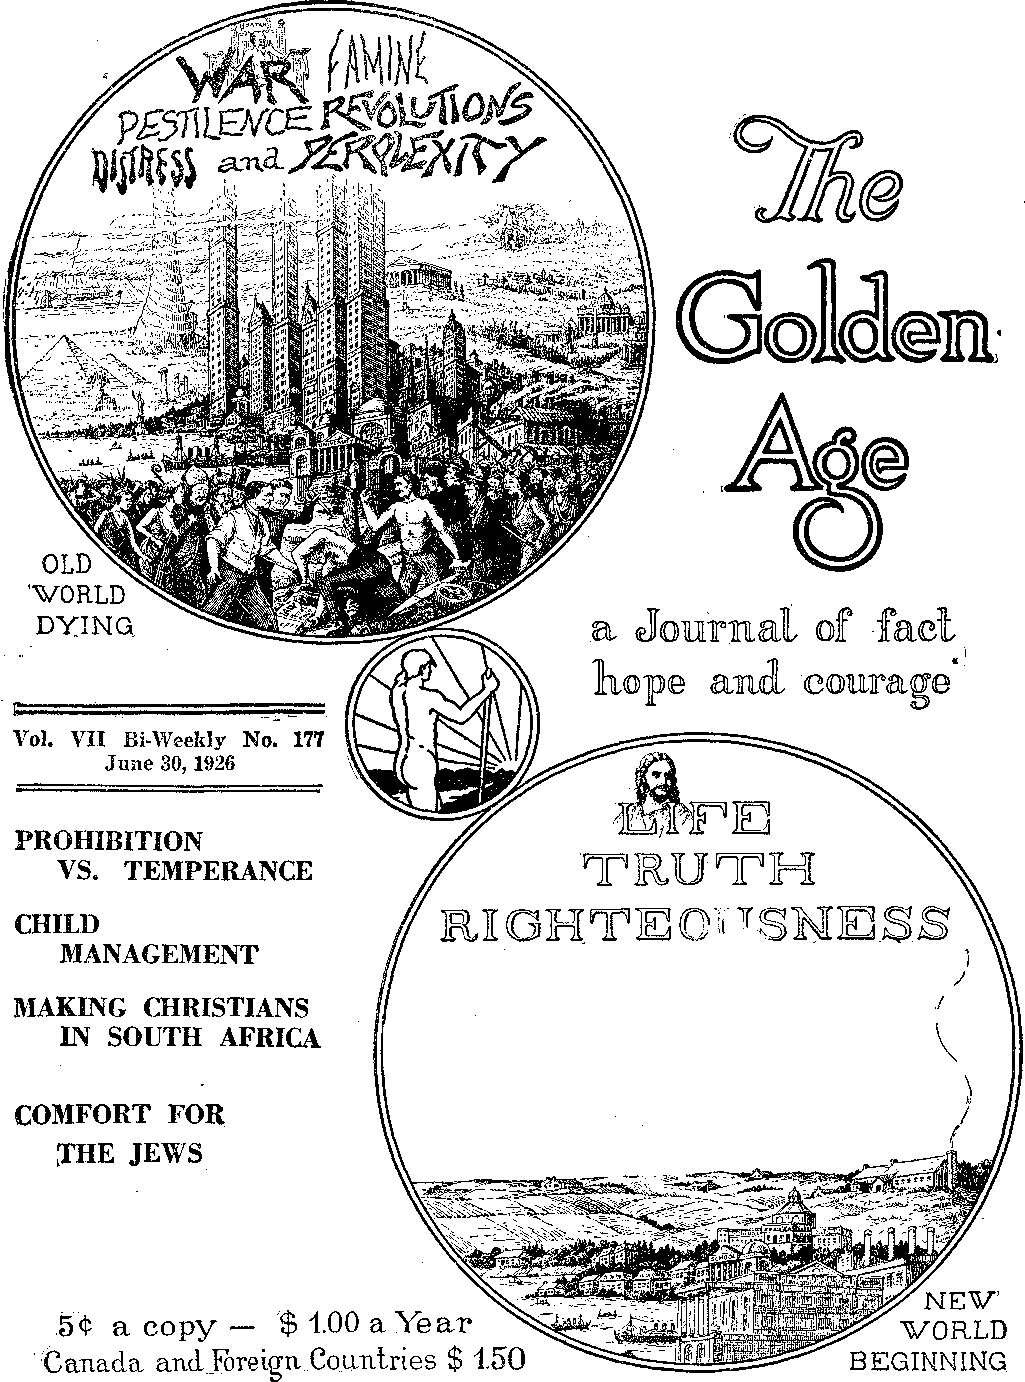 WAR FAMINE
PESTILENCE REVOLUTIONS
DISTRESS and PERPLEXITY
The
Golden
Age
OLD
WORLD
DYING
a Journal of fact
hope and courage
Vol. VII Bi-Weekly No. 177
June 30, 1926
PROHIBITION
VS. TEMPERANCE
CHILD
MANAGEMENT
MAKING CHRISTIANS
IN SOUTH AFRICA
COMFORT FOR
THE JEWS
LIFE
TRUTH
RIGHTEOUSNESS
5¢ a copy — $ 1.00 a Year
Canada and Foreign Countries $ 1.50
NEW
WORLD
BEGINNING